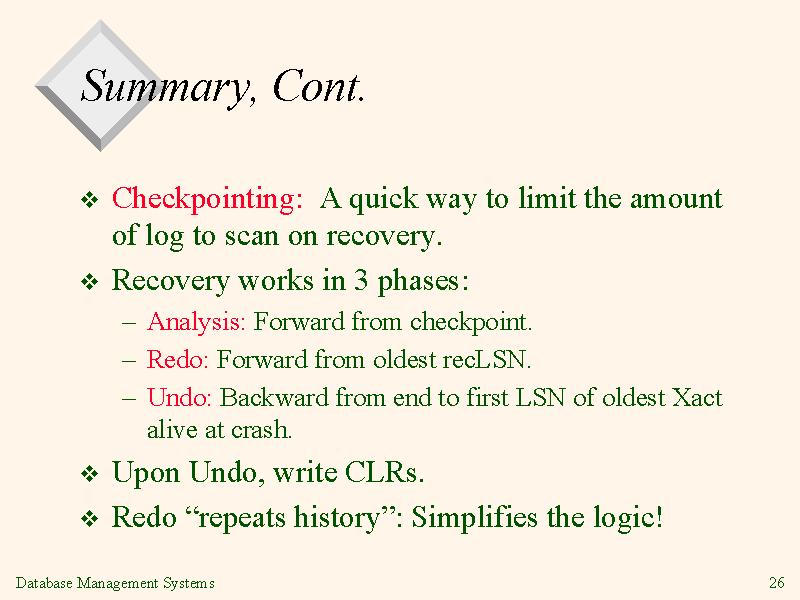 Summary, Cont.
❖ Checkpointing: A quick way to limit the amount
of log to scan on recovery.
❖ Recovery works in 3 phases:
– Analysis: Forward from checkpoint.
– Redo: Forward from oldest recLSN.
– Undo: Backward from end to first LSN of oldest Xact
alive at crash.
❖ Upon Undo, write CLRs.
❖ Redo “repeats history”: Simplifies the logic!
Database Management Systems
26